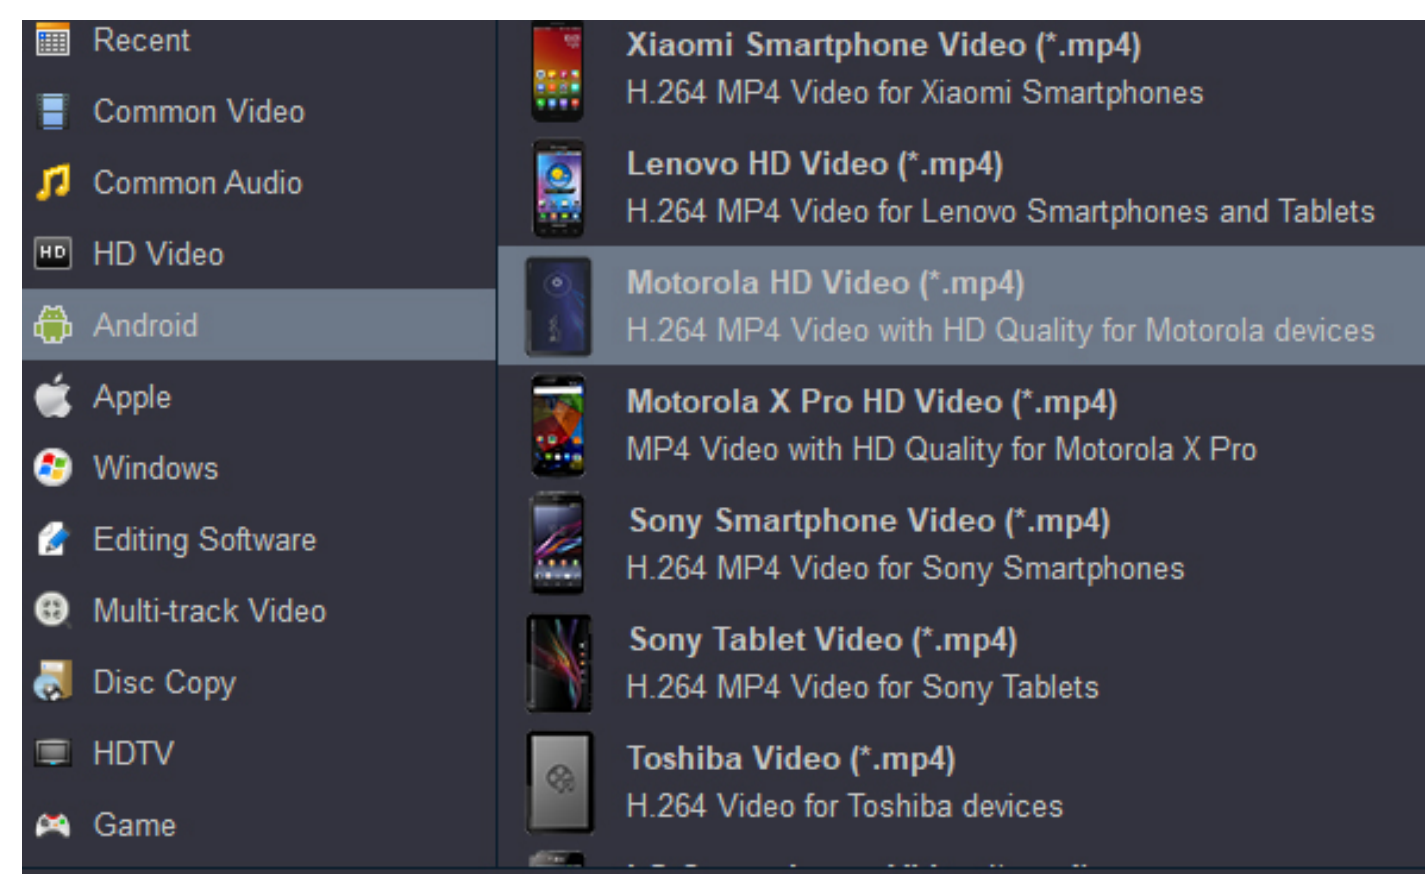 Recent
Common Video
Common Audio
HD
HD Video
Android
Apple
Windows
Editing Software
Multi-track Video
Disc Copy
HDTV
Game
Xiaomi Smartphone Video (*.mp4)
H.264 MP4 Video for Xiaomi Smartphones
Lenovo HD Video (*.mp4)
H.264 MP4 Video for Lenovo Smartphones and Tablets
Motorola HD Video (*.mp4)
H.264 MP4 Video with HD Quality for Motorola devices
Motorola X Pro HD Video (*.mp4)
MP4 Video with HD Quality for Motorola X Pro
Sony Smartphone Video (*.mp4)
H.264 MP4 Video for Sony Smartphones
Sony Tablet Video (*.mp4)
H.264 MP4 Video for Sony Tablets
Toshiba Video (*.mp4)
H.264 Video for Toshiba devices